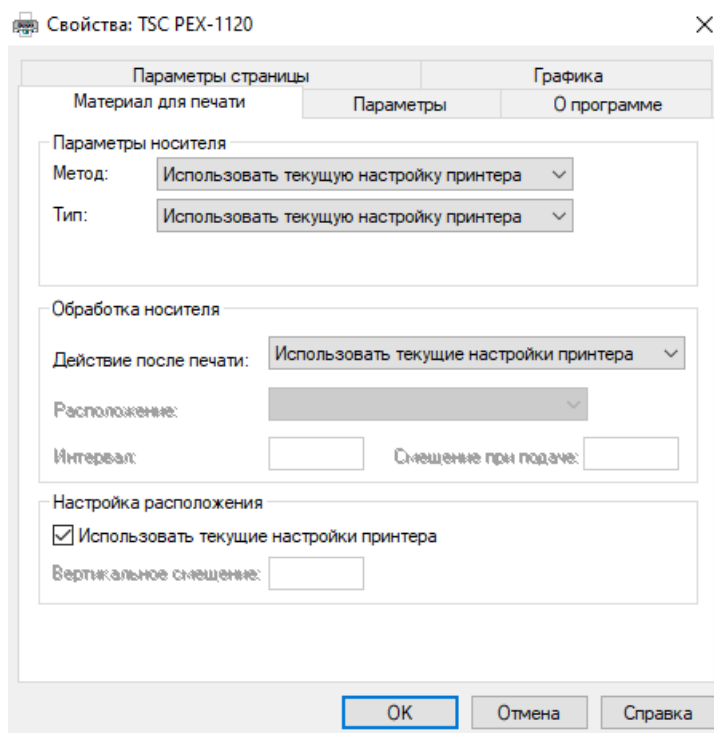 Свойства: TSC PEX-1120
Параметры страницы
Графика
Материал для печати
Параметры
О программе
Параметры носителя
Метод: Использовать текущую настройку принтера
Тип: Использовать текущую настройку принтера
Обработка носителя
Действие после печати: Использовать текущие настройки принтера
Расположение:
Интервал: Смещение при подаче:
Настройка расположения
Использовать текущие настройки принтера
Вертикальное смещение:
OK Отмена Справка